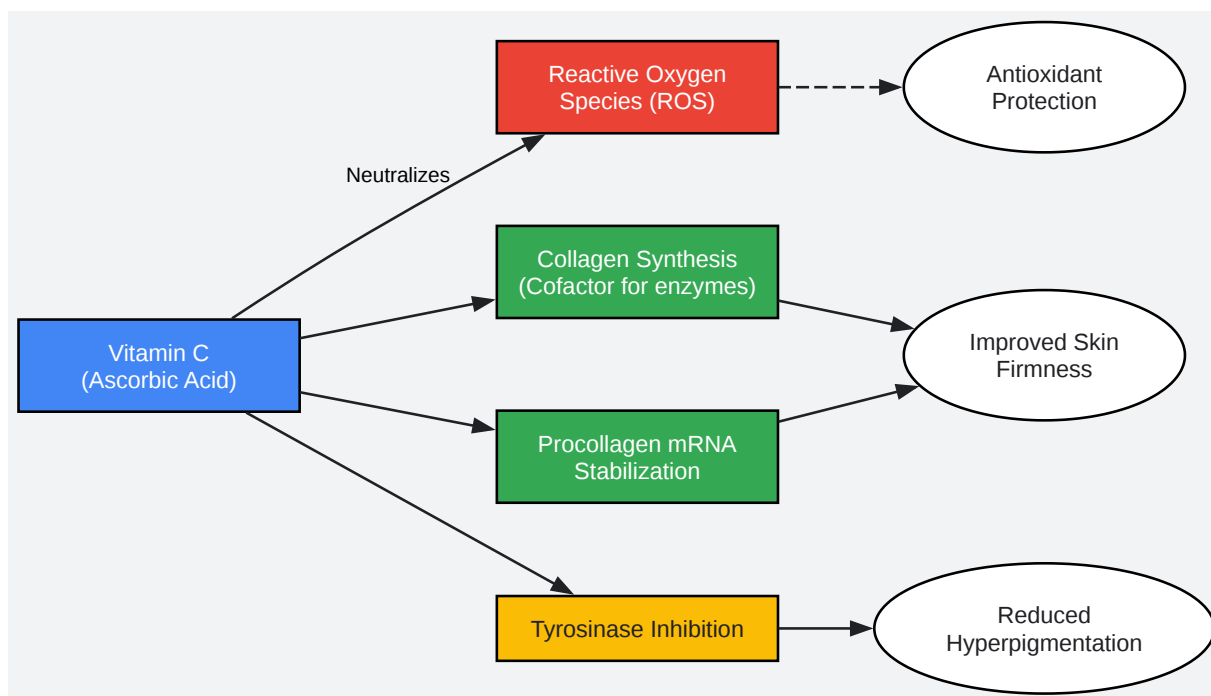 Reactive Oxygen
Species (ROS)
Antioxidant
Protection
Neutralizes
Collagen Synthesis
(Cofactor for enzymes)
Improved Skin
Firmness
Vitamin C
(Ascorbic Acid)
Procollagen mRNA
Stabilization
Tyrosinase Inhibition
Reduced
Hyperpigmentation